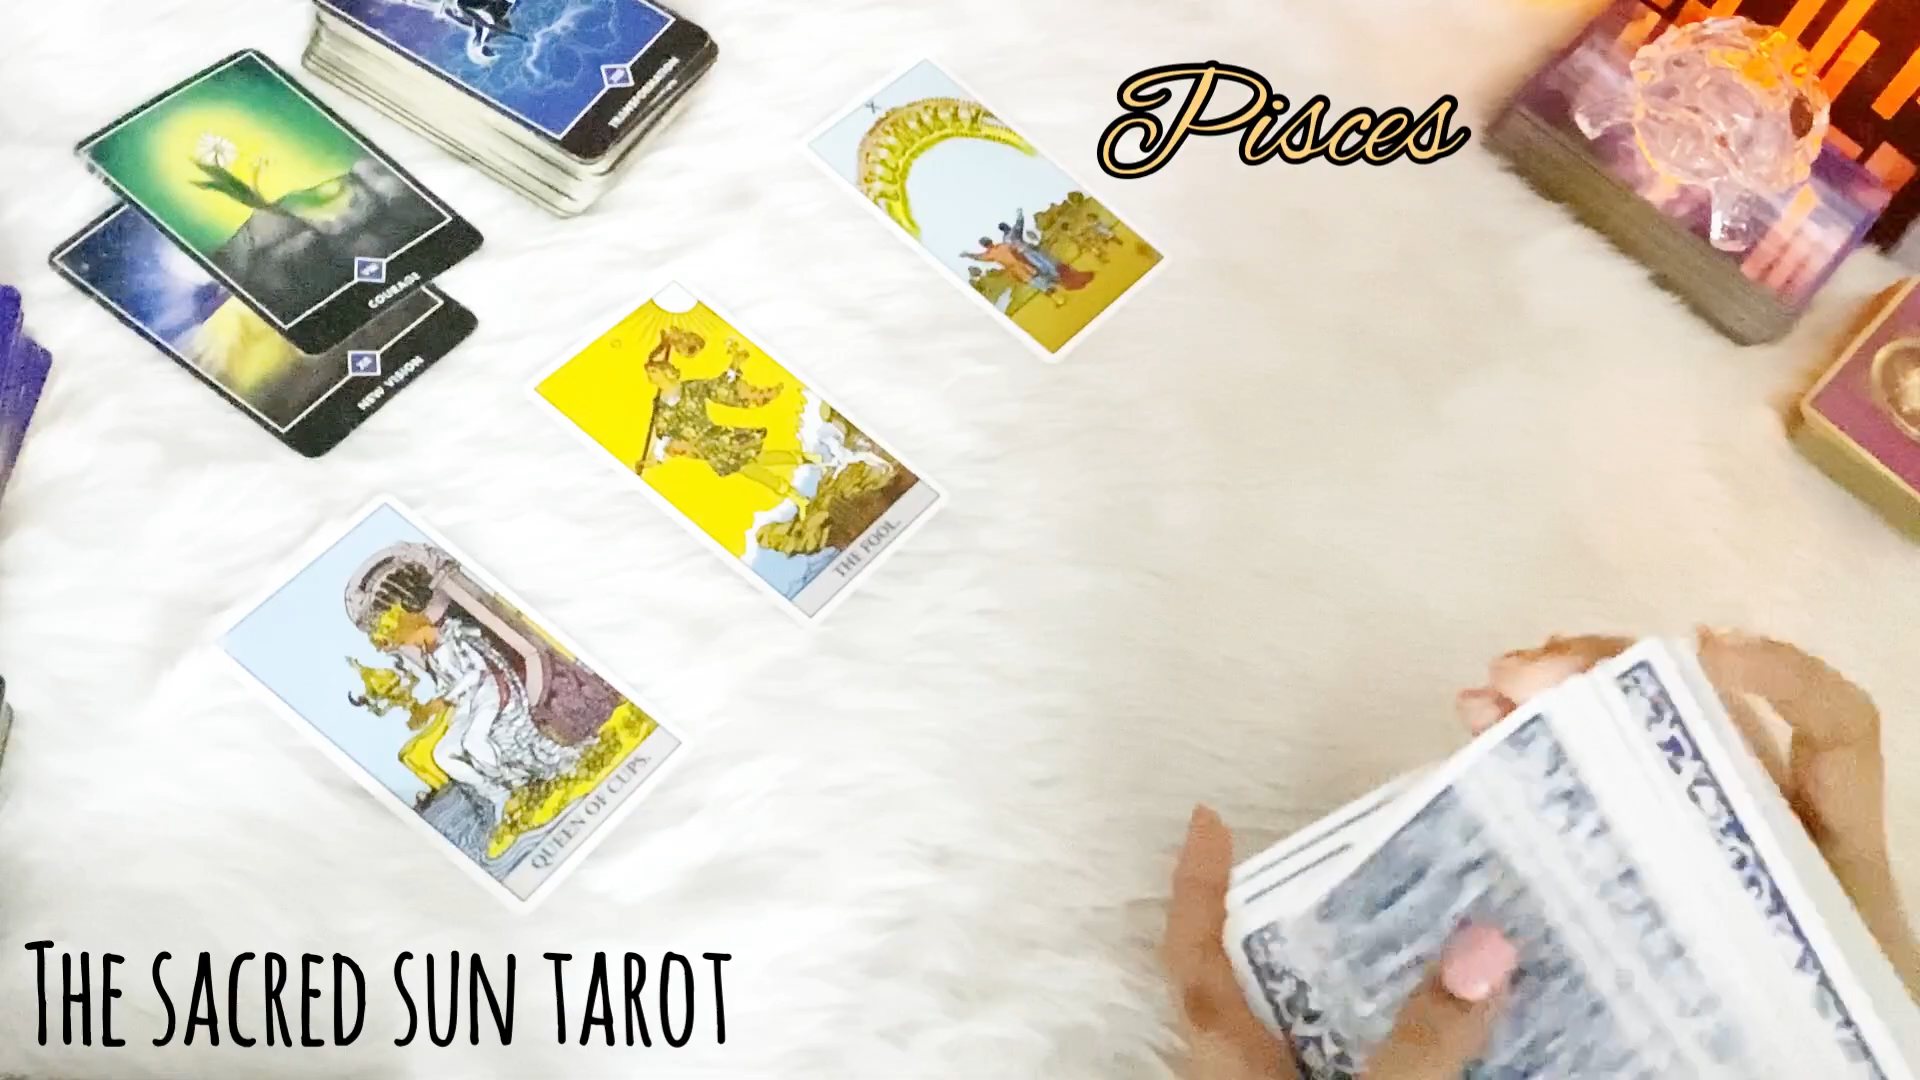 TRANSFORMATION
X
Pisces
COURAGE
NEW VISION
THE FOOL.
QUEEN OF CUPS.
THE SACRED SUN TAROT